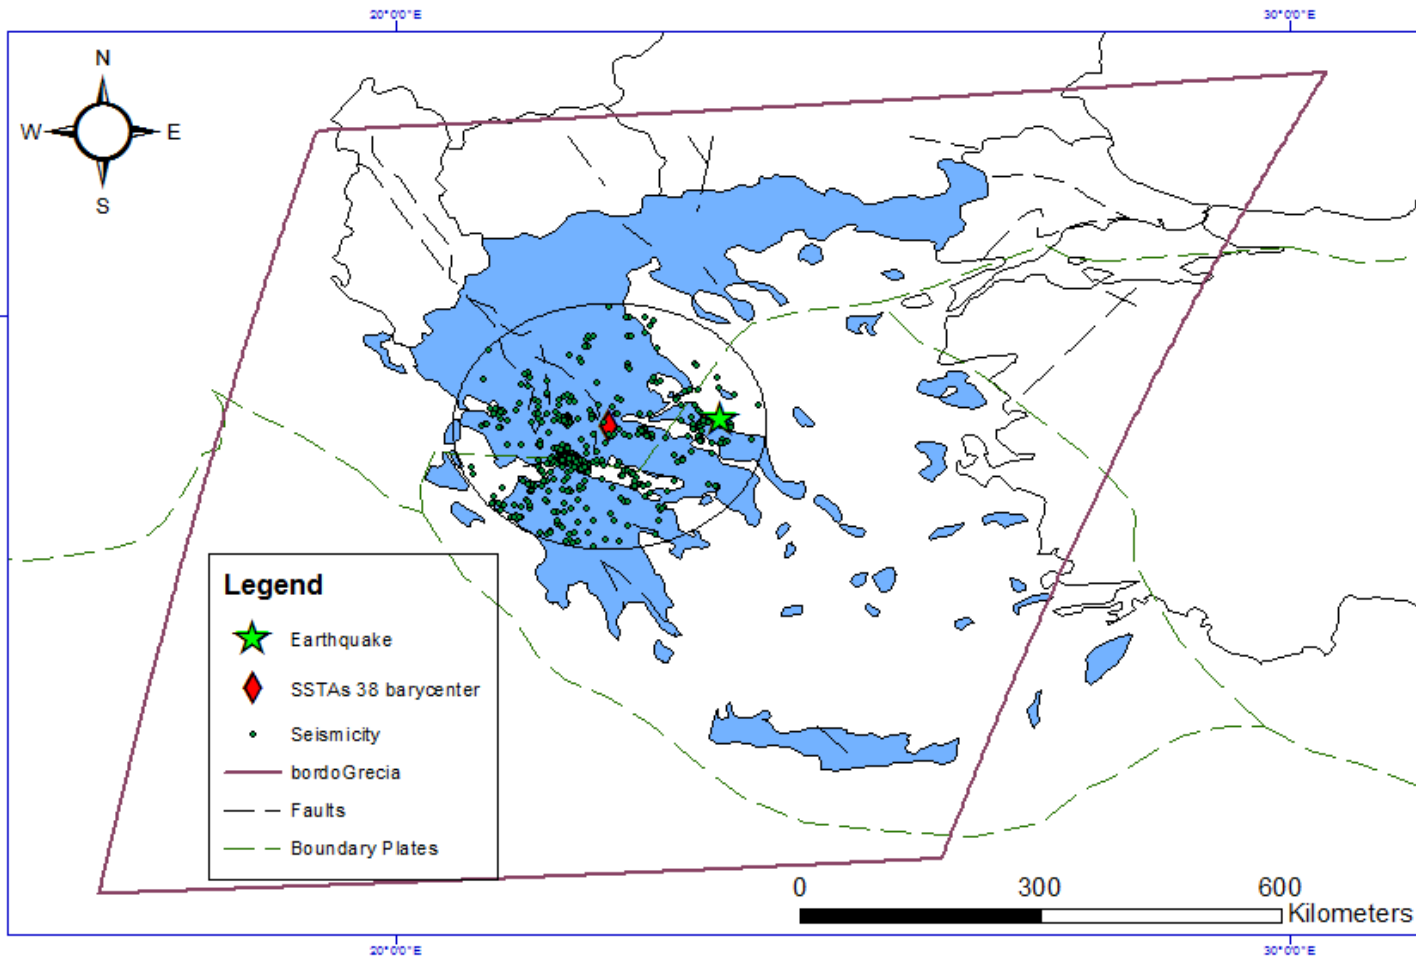 20°0'0"E 30°0'0"E
N
W E
S
Legend
Earthquake
SSTAs 38 barycenter
Seismicity
bordoGrecia
Faults
Boundary Plates
0 300 600
Kilometers
20°0'0"E 30°0'0"E